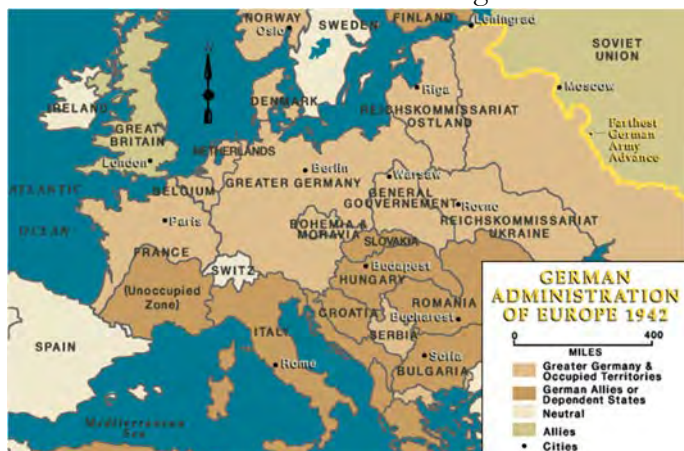 NORWAY
Oslo
SWEDEN
FINLAND
Leningrad
SOVIET
UNION
Moscow
Riga
REICHSKOMMISSARIAT
OSTLAND
Farthest
German
Army
Advance
DENMARK
IRELAND
GREAT
BRITAIN
London
NETHERLANDS
BELGIUM
Berlin
GREATER GERMANY
Warsaw
GENERAL
GOUVERNEMENT
Rovno
REICHSKOMMISSARIAT
UKRAINE
ATLANTIC
OCEAN
Paris
FRANCE
(Unoccupied
Zone)
BOHEMIA &
MORAVIA
SLOVAKIA
SWITZ
Budapest
HUNGARY
CROATIA
ROMANIA
Bucharest
SERBIA
ITALY
Rome
Sofia
BULGARIA
SPAIN
Mediterranean
Sea
GERMAN
ADMINISTRATION
OF EUROPE 1942
0 400
MILES
Greater Germany &
Occupied Territories
German Allies or
Dependent States
Neutral
Allies
Cities